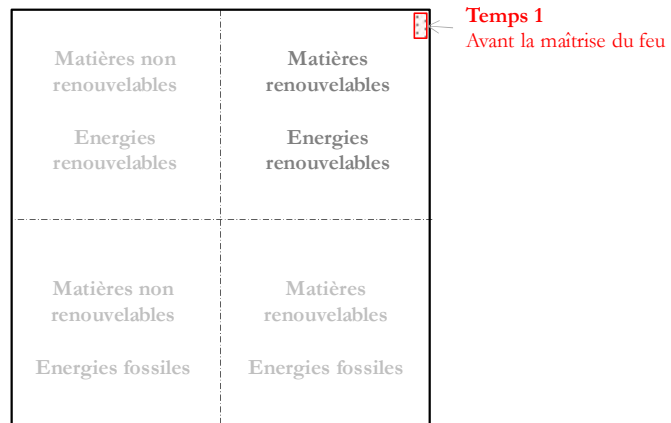 Temps 1
Avant la maîtrise du feu
Matières non
renouvelables
Energies
renouvelables
Matières
renouvelables
Energies
renouvelables
Matières non
renouvelables
Energies fossiles
Matières
renouvelables
Energies fossiles